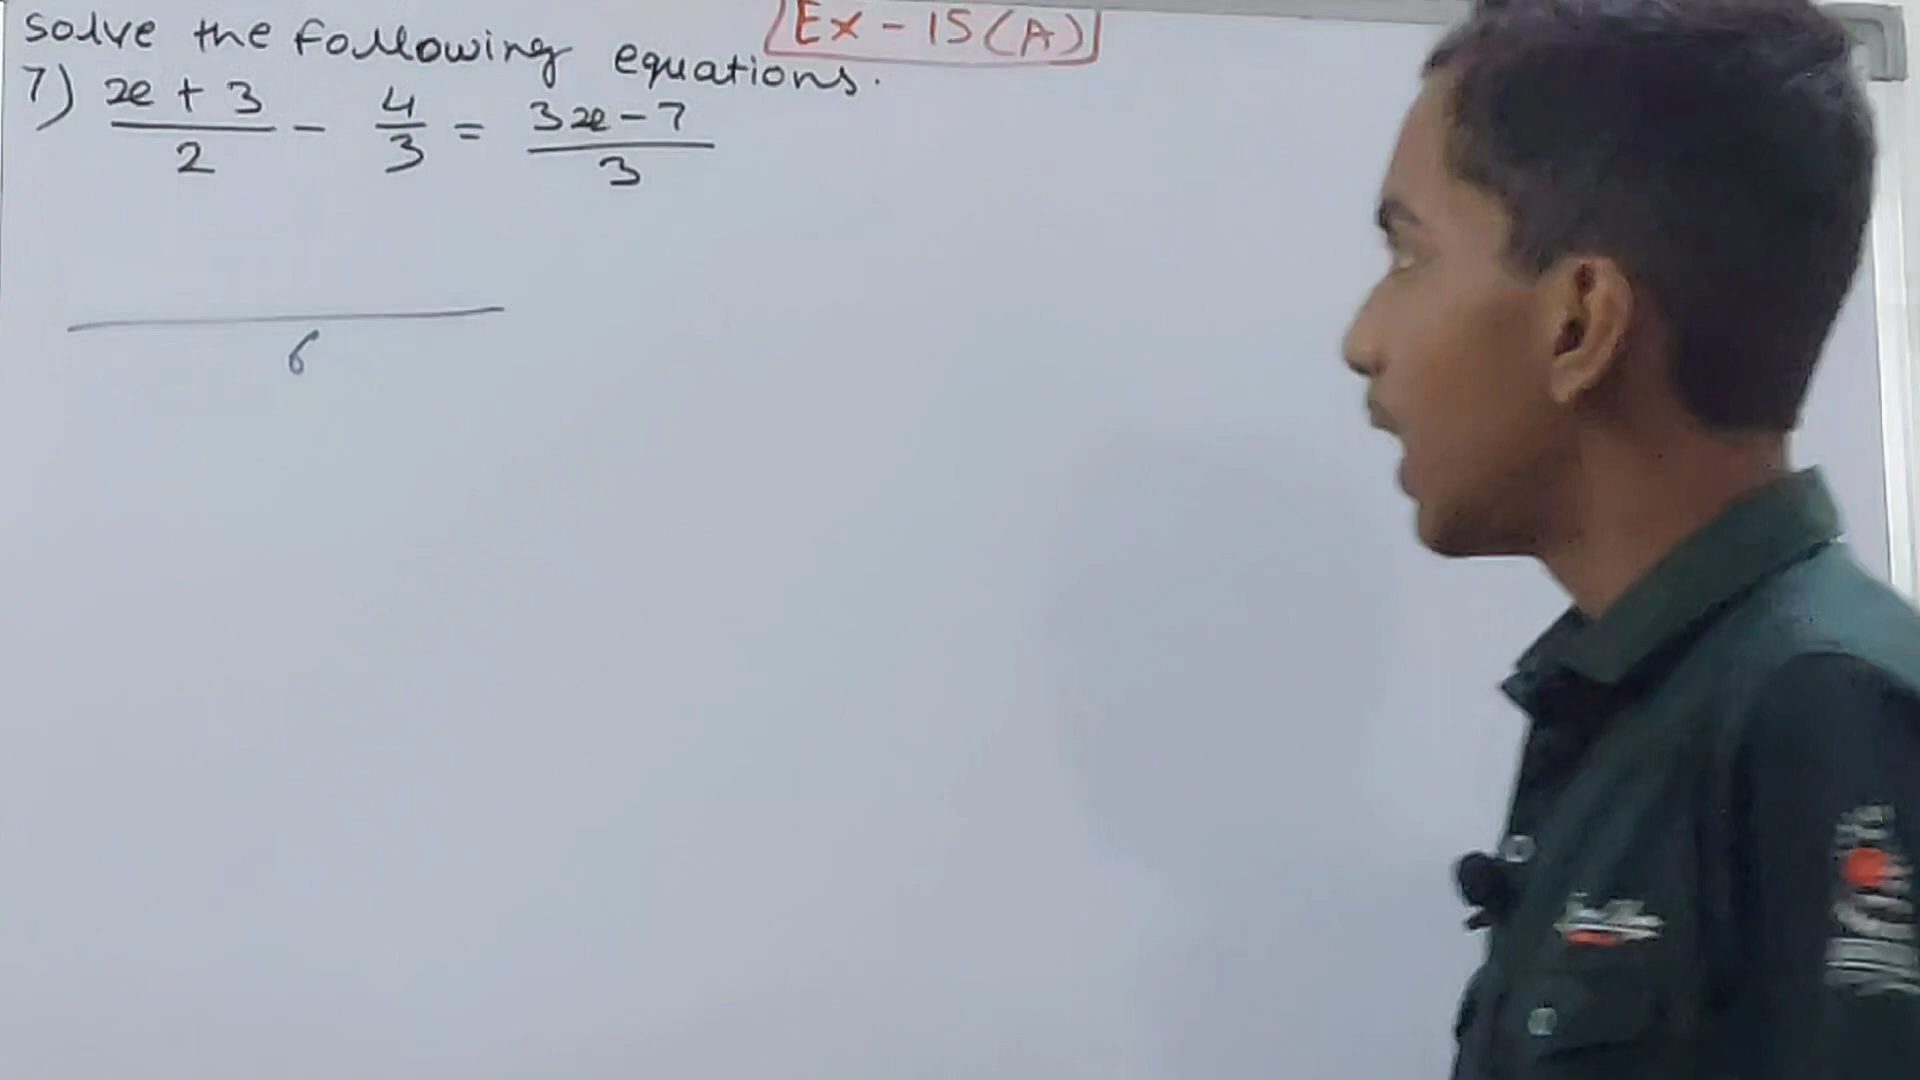 Ex - 15 (A)
Solve the following equations.
7) x + 3 / 2 - 4 / 3 = 3x - 7 / 3
6